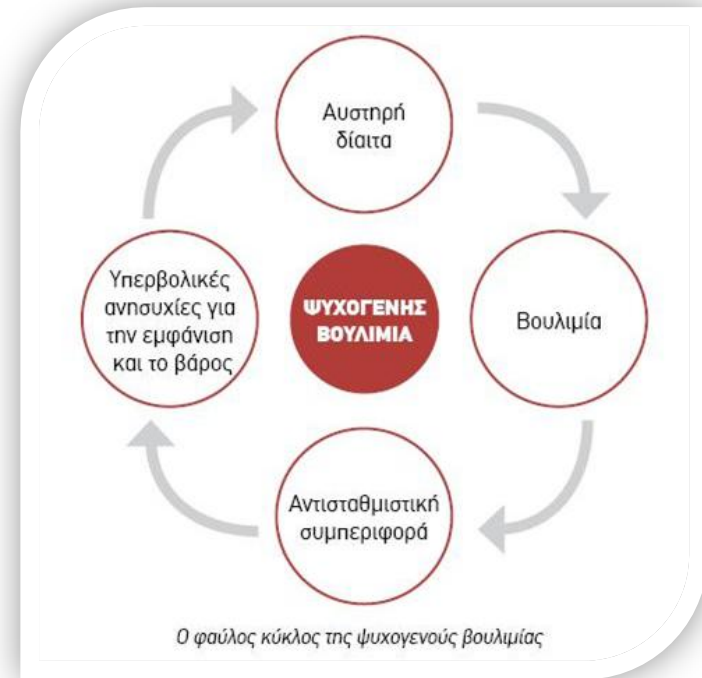 Αυστηρή
δίαιτα
Υπερβολικές
ανησυχίες για
την εμφάνιση
και το βάρος
ΨΥΧΟΓΕΝΗΣ
ΒΟΥΛΙΜΙΑ
Βουλιμία
Αντισταθμιστική
συμπεριφορά
Ο φαύλος κύκλος της ψυχογενούς βουλιμίας